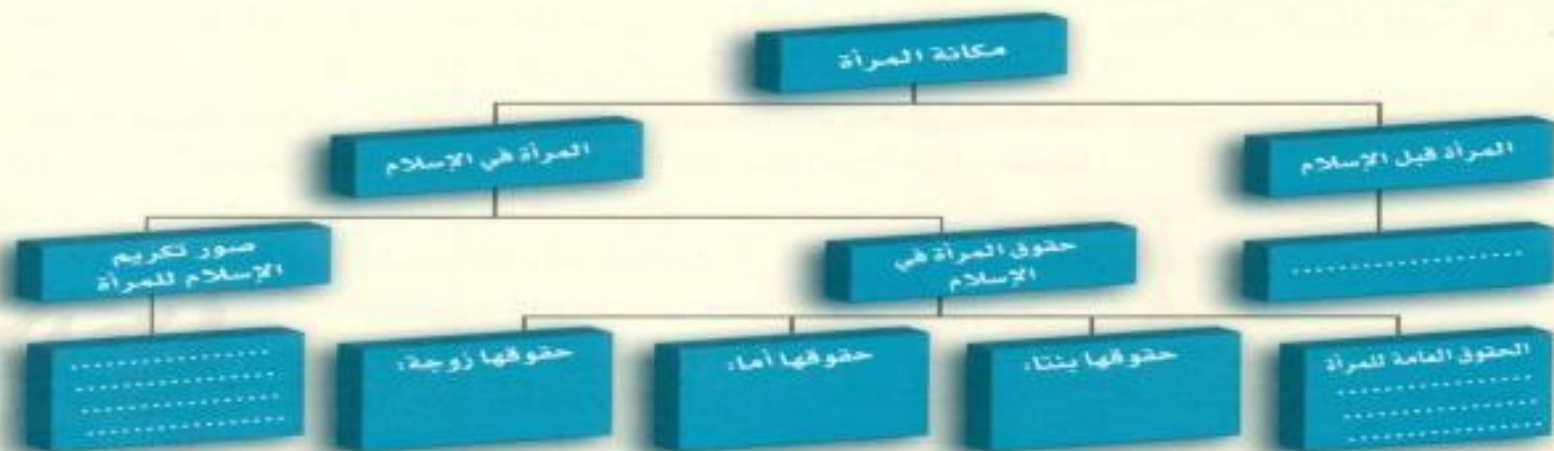 مكانة المرأة
المرأة قبل الإسلام
المرأة في الإسلام
....................
حقوق المرأة في
الإسلام
صور تكريم
الإسلام للمرأة
الحقوق العامة للمرأة
..................
..................
..................
حقوقها بنتا:
حقوقها أما:
حقوقها زوجة:
..................
..................
..................
..................